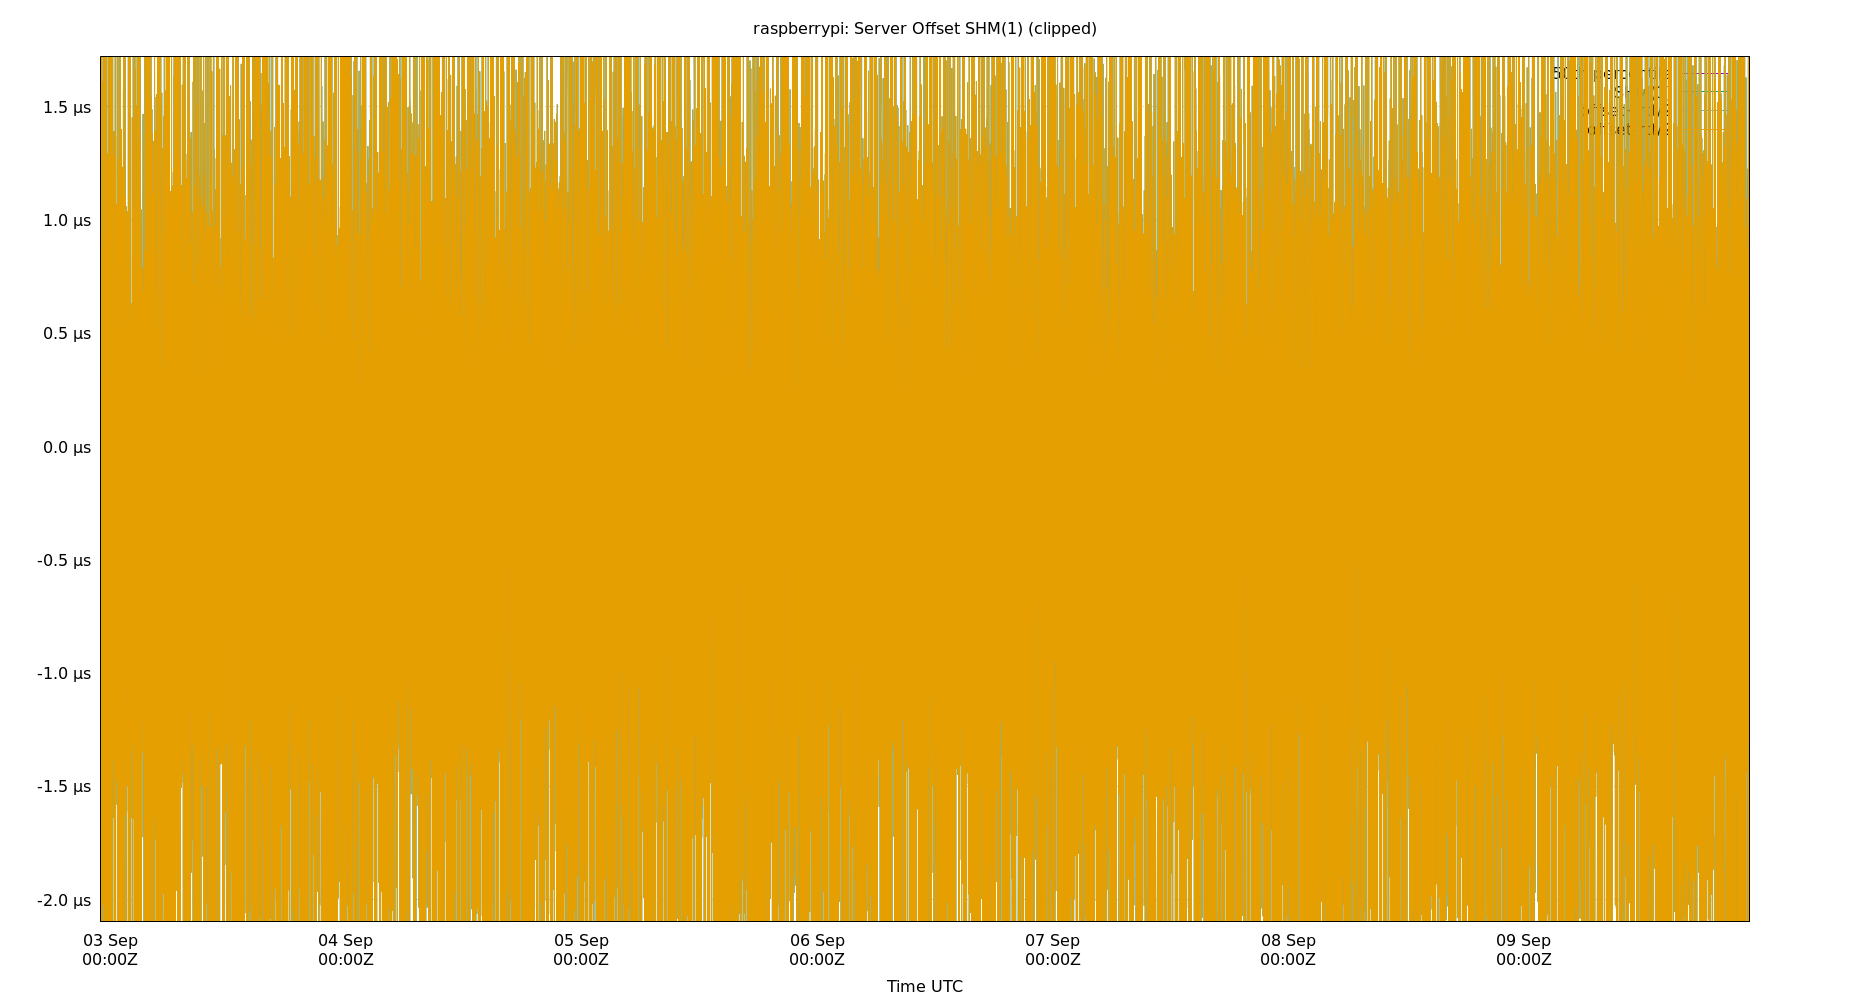 raspberrypi: Server Offset SHM(1) (clipped)
1.5 µs
1.0 µs
0.5 µs
0.0 µs
-0.5 µs
-1.0 µs
-1.5 µs
-2.0 µs
03 Sep 04 Sep 05 Sep 06 Sep 07 Sep 08 Sep 09 Sep
00:00Z 00:00Z 00:00Z 00:00Z 00:00Z 00:00Z 00:00Z
Time UTC